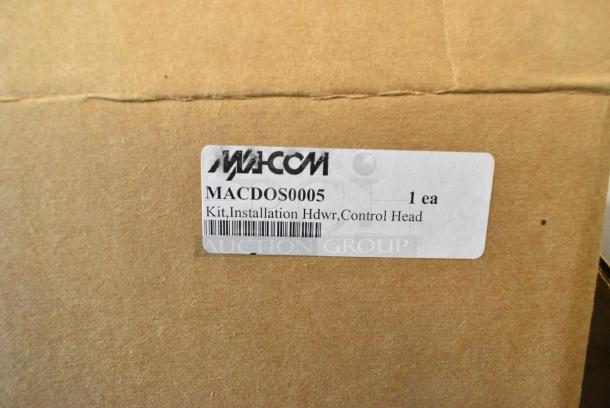 M/A-COM
MACDOS0005 1 ea
Kit,Installation Hdwr,Control Head
AUCTION GROUP